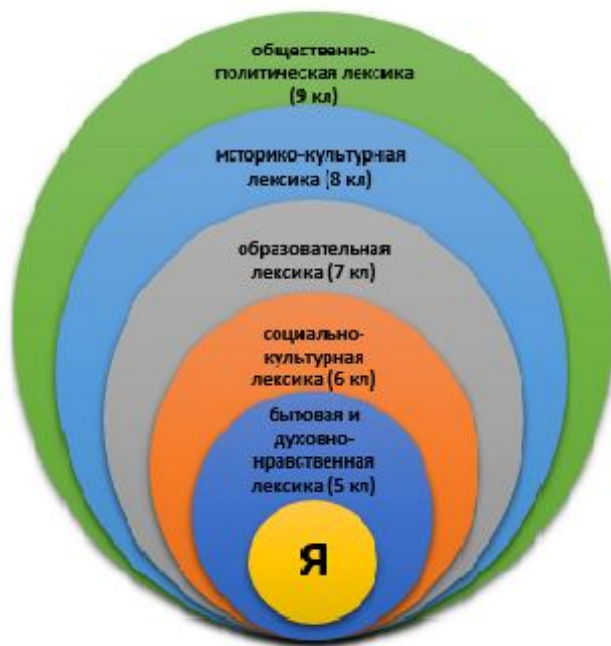 общественно-
политическая лексика
(9 кл)
историко-культурная
лексика (8 кл)
образовательная
лексика (7 кл)
социально-
культурная
лексика (6 кл)
бытовая и
духовно-
нравственная
лексика (5 кл)
Я